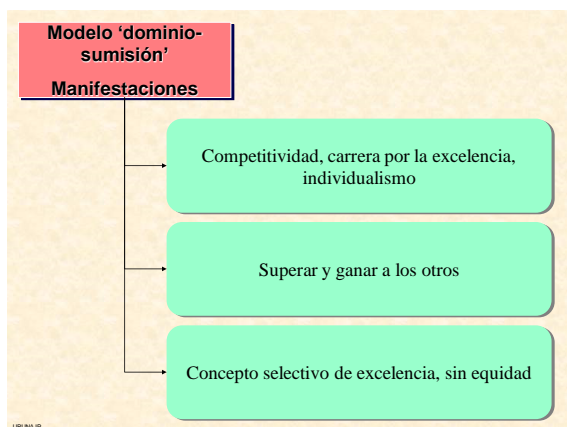 Modelo ‘dominio-
sumisión’
Manifestaciones
Competitividad, carrera por la excelencia,
individualismo
Superar y ganar a los otros
Concepto selectivo de excelencia, sin equidad